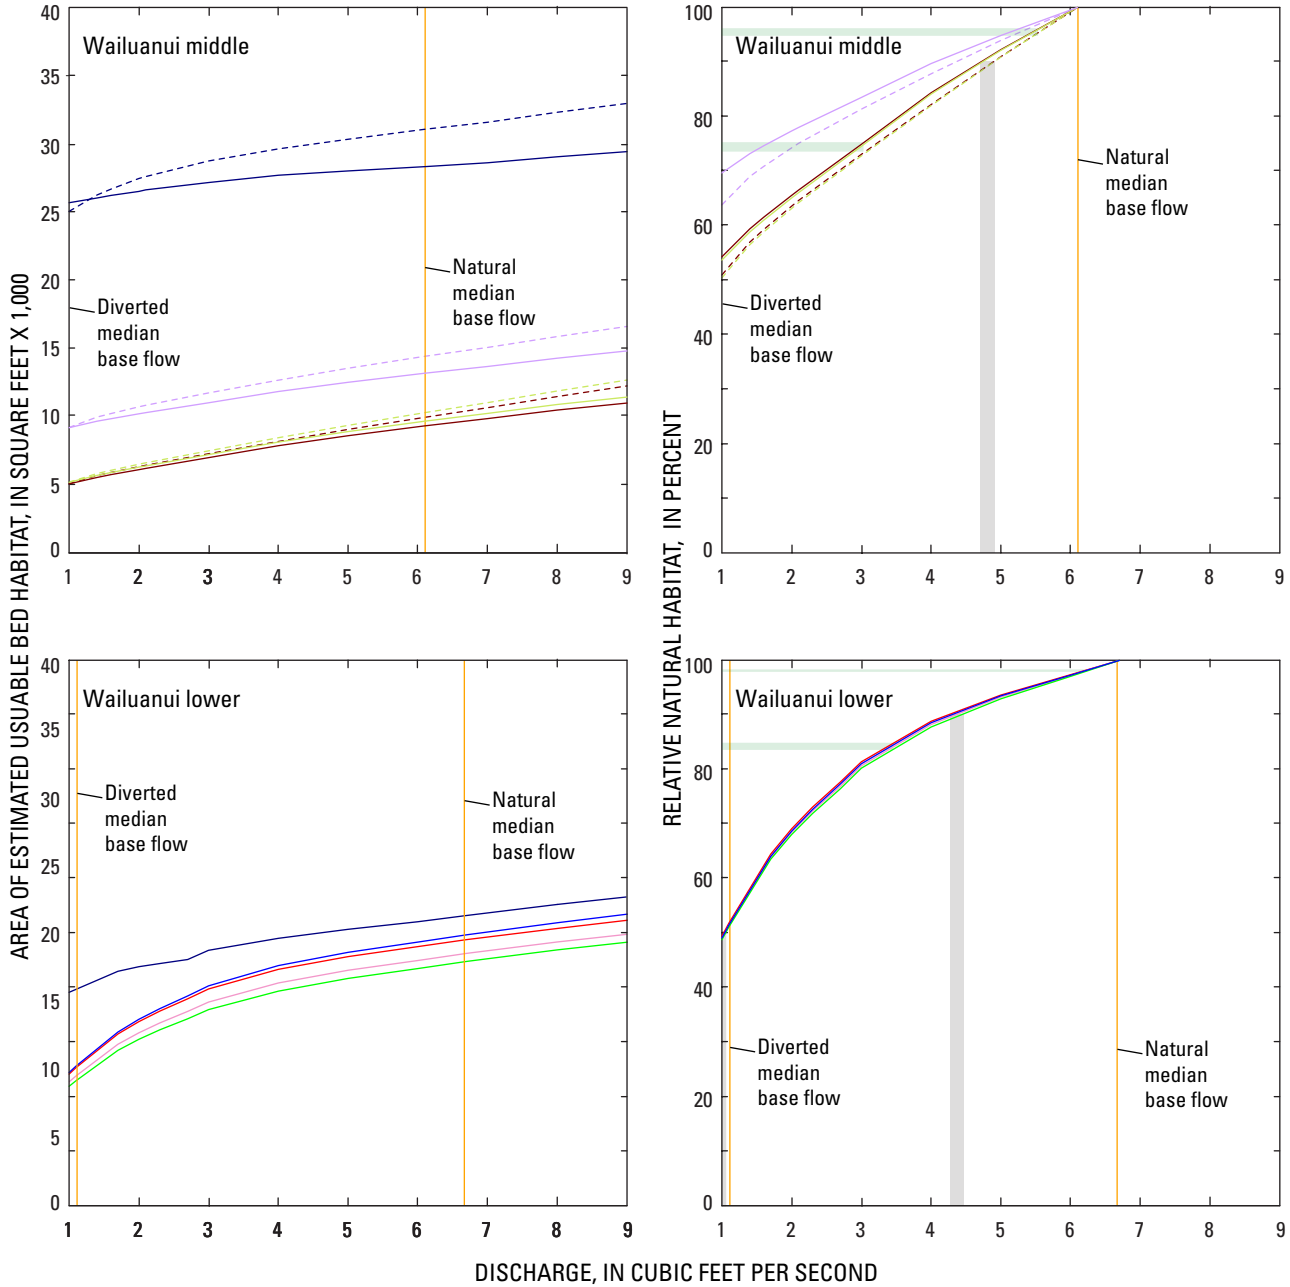 AREA OF ESTIMATED USUABLE BED HABITAT, IN SQUARE FEET X 1,000
40
35
30
25
20
15
10
5
0
Wailuanui middle
Diverted
median
base flow
Natural
median
base flow
1 2 3 4 5 6 7 8 9
RELATIVE NATURAL HABITAT, IN PERCENT
100
80
60
40
20
0
Wailuanui middle
Diverted
median
base flow
Natural
median
base flow
1 2 3 4 5 6 7 8 9
40
35
30
25
20
15
10
5
0
Wailuanui lower
Diverted
median
base flow
Natural
median
base flow
1 2 3 4 5 6 7 8 9
100
80
60
40
20
0
Wailuanui lower
Diverted
median
base flow
Natural
median
base flow
1 2 3 4 5 6 7 8 9
DISCHARGE, IN CUBIC FEET PER SECOND